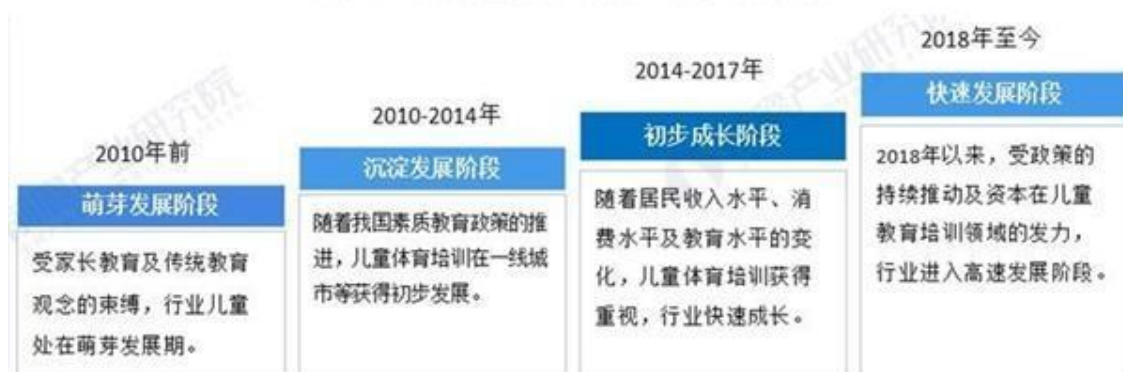 2010年前
萌芽发展阶段
受家长教育及传统教育
观念的束缚，行业儿童
处在萌芽发展期。
2010-2014年
沉淀发展阶段
随着找国素质教育政策的推
进，儿童体育培训在一线城
市等获得初步发展。
2014-2017年
初步成长阶段
随着居民收入水平、消
费水平及教育水平的变
化，儿童体育培训获得
重视，行业快速成长。
2018年至今
快速发展阶段
2018年以来，受政策的
持续推动及资本在儿童
教育培训领域的发力，
行业进入高速发展阶段。